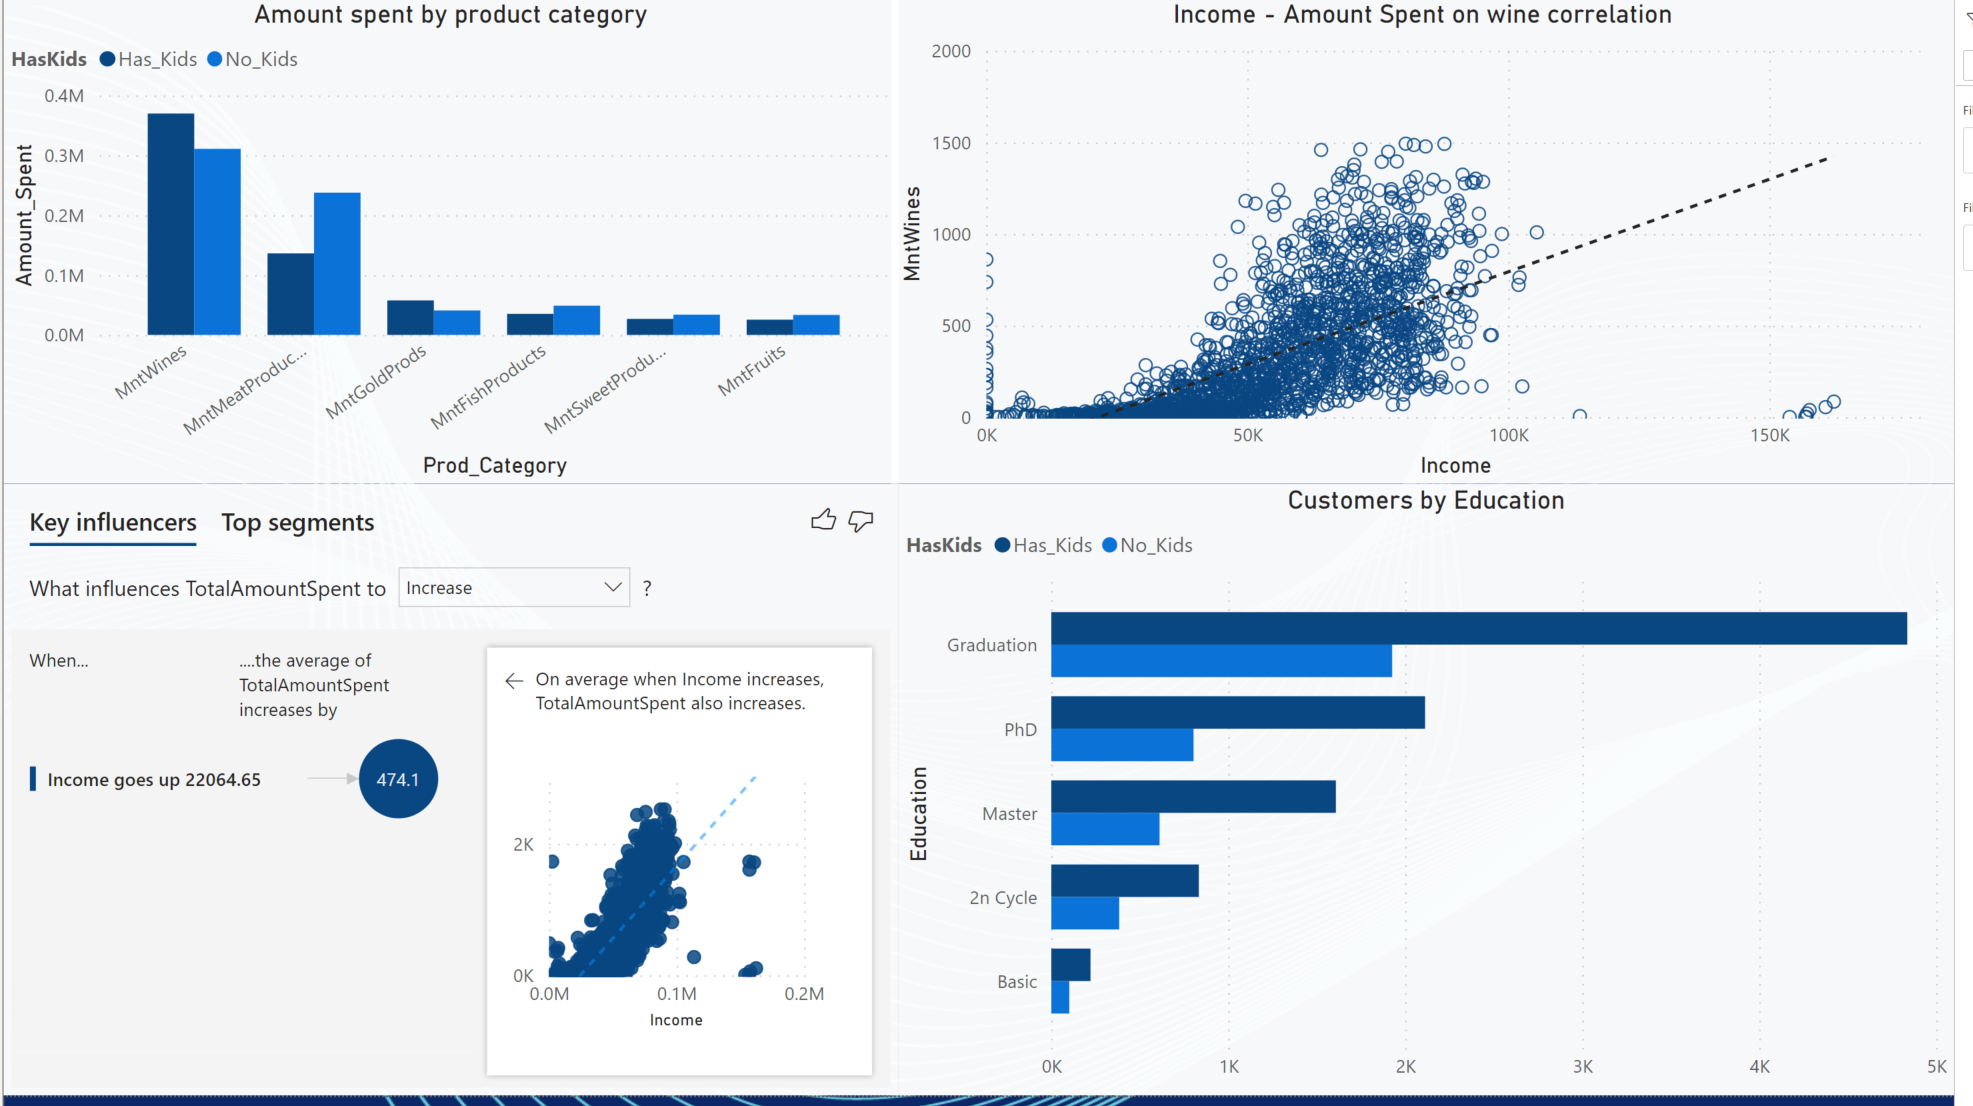 Amount spent by product category
HasKids Has_Kids No_Kids
0.4M
0.3M
0.2M
0.1M
0.0M
Amount_Spent
MntWines
MntMeatProduc...
MntGoldProds
MntFishProducts
MntSweetProdu...
MntFruits
Prod_Category
Income - Amount Spent on wine correlation
2000
1500
1000
500
0
MntWines
0K
50K
100K
150K
Income
Key influencers Top segments
What influences TotalAmountSpent to Increase ?
When...
....the average of
TotalAmountSpent
increases by
Income goes up 22064.65
474.1
On average when Income increases,
TotalAmountSpent also increases.
2K
0K
0.0M
0.1M
0.2M
Income
Customers by Education
HasKids Has_Kids No_Kids
Education
Graduation
PhD
Master
2n Cycle
Basic
0K
1K
2K
3K
4K
5K